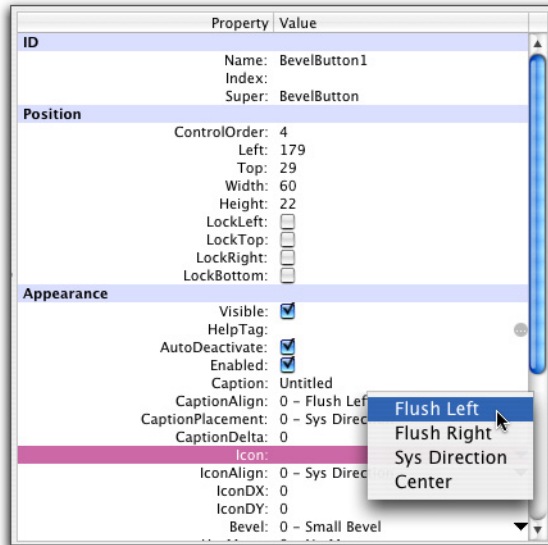 Property Value
ID
Name: BevelButton1
Index:
Super: BevelButton
Position
ControlOrder: 4
Left: 179
Top: 29
Width: 60
Height: 22
LockLeft:
LockTop:
LockRight:
LockBottom:
Appearance
Visible:
HelpTag:
AutoDeactivate:
Enabled:
Caption: Untitled
CaptionAlign: 0 – Flush Lef
CaptionPlacement: 0 – Sys Direc
CaptionDelta: 0
Icon:
IconAlign: 0 – Sys Direction
IconDX: 0
IconDY: 0
Bevel: 0 – Small Bevel
Flush Left
Flush Right
Sys Direction
Center